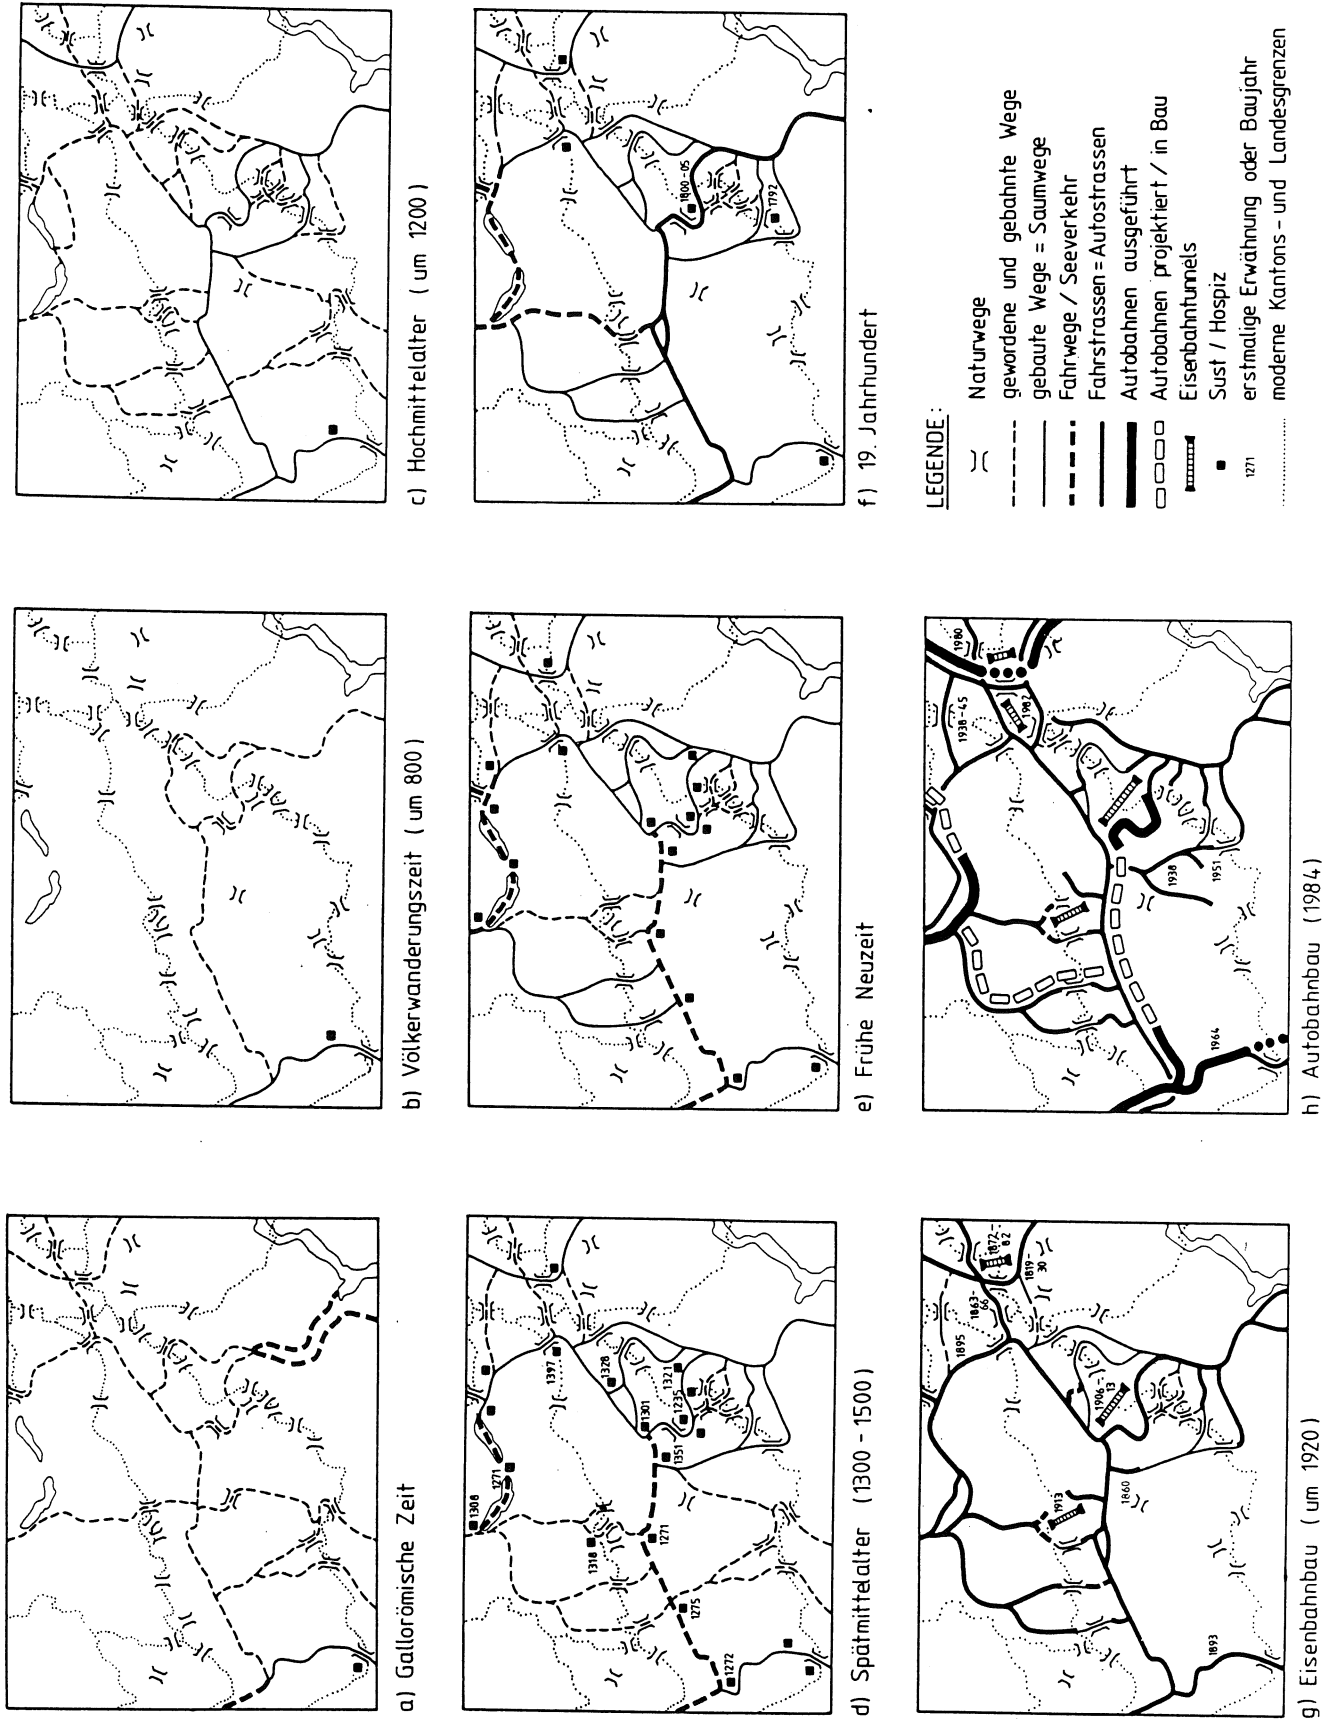 a) Gallorömische Zeit
b) Völkerwanderungszeit ( um 800 )
c) Hochmittelalter ( um 1200 )
1308
1271
1318
1271
1275
1272
1397
1328
1301
1321
1235
1351
d) Spätmittelalter (1300 - 1500)
e) Frühe Neuzeit
1800-05
1792
f) 19. Jahrhundert
1895
1863-
66
1872-
82
1819-
30
1906-
13
1913
1860
1893
g) Eisenbahnbau ( um 1920 )
1980
1938-45
1982
1938
1951
1964
h) Autobahnbau (1984)
LEGENDE:
Naturwege
gewordene und gebahnte Wege
gebaute Wege = Saumwege
Fahrwege / Seeverkehr
Fahrstrassen = Autostrassen
Autobahnen ausgeführt
Autobahnen projektiert / in Bau
Eisenbahntunnels
Sust / Hospiz
1271 erstmalige Erwähnung oder Baujahr
moderne Kantons - und Landesgrenzen